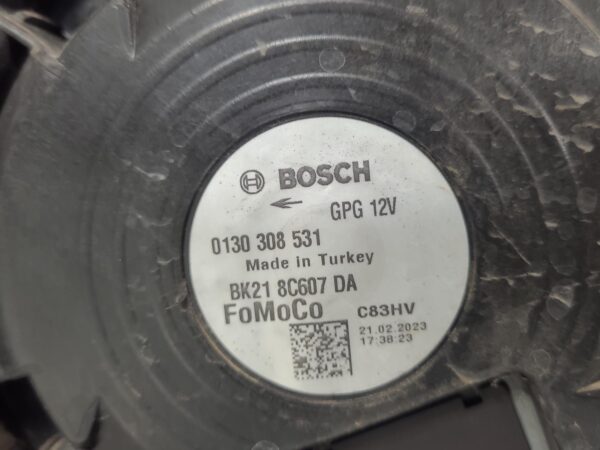 BOSCH
GPG 12V
0130 308 531
Made in Turkey
BK21 8C607 DA
FoMoCo C83HV
21.02.2023
17:38:23